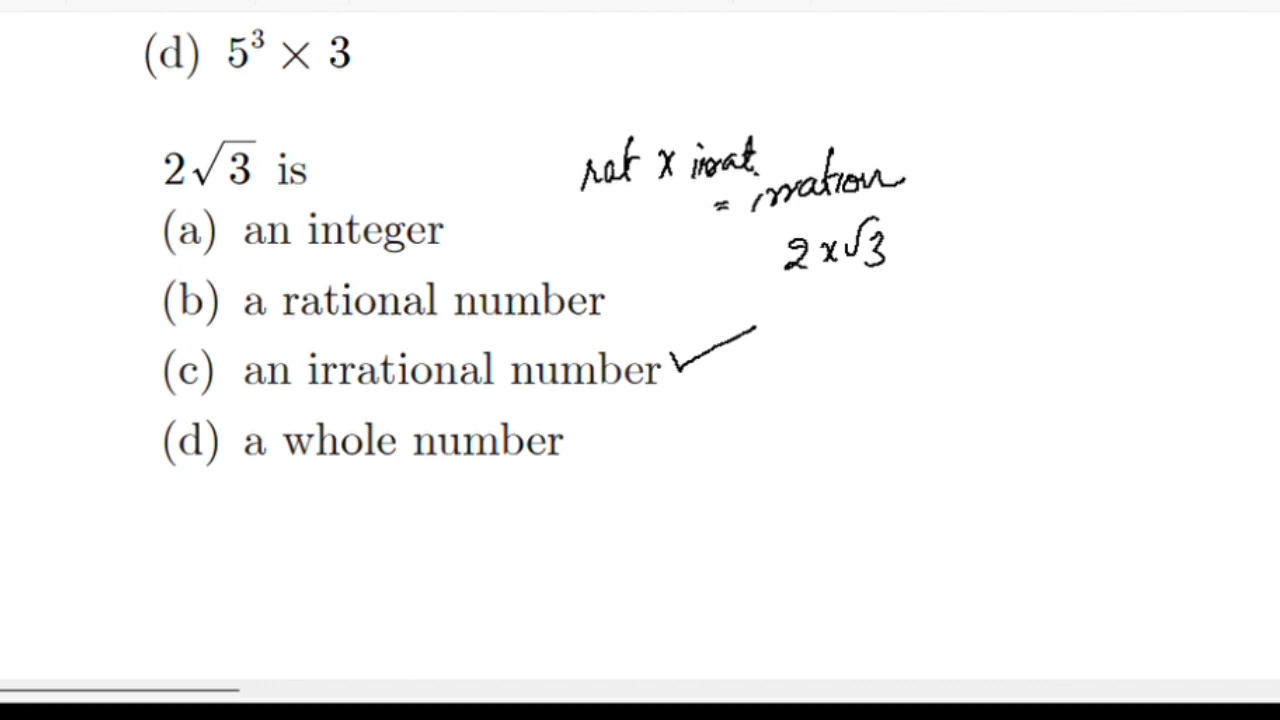 (d) 5³ × 3
2√3 is
(a) an integer
(b) a rational number
(c) an irrational number
(d) a whole number
rat x irrat.
= irration
2 x √3